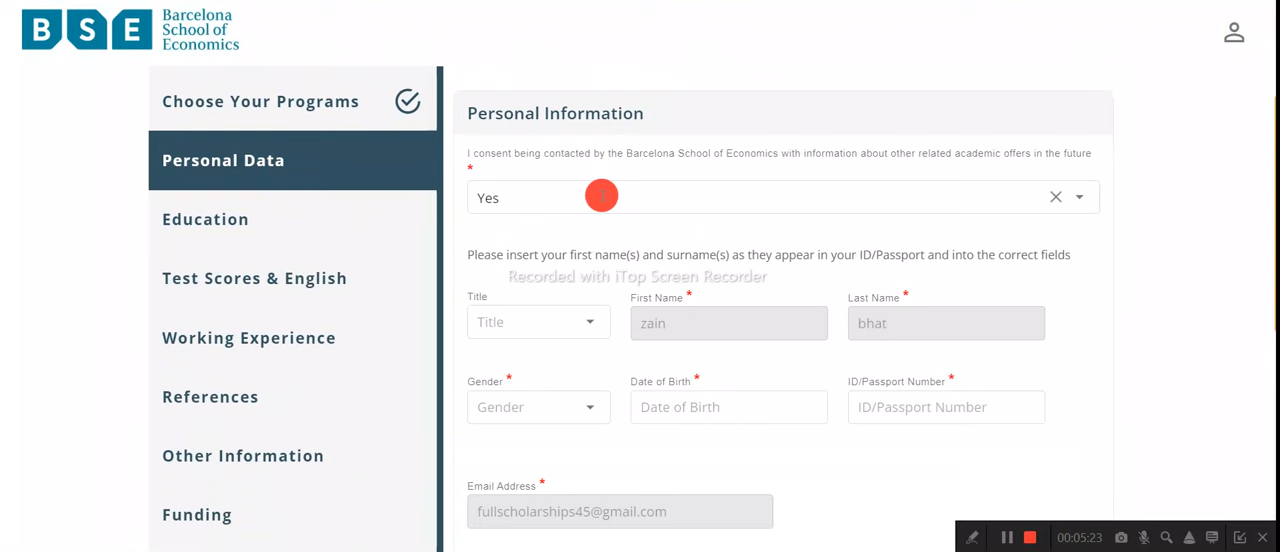 BSE
Barcelona
School of
Economics
Choose Your Programs
Personal Data
Education
Test Scores & English
Working Experience
References
Other Information
Funding
Personal Information
I consent being contacted by the Barcelona School of Economics with information about other related academic offers in the future
*
Yes
Please insert your first name(s) and surname(s) as they appear in your ID/Passport and into the correct fields
Recorded with iTop Screen Recorder
Title First Name * Last Name *
Title zain bhat
Gender * Date of Birth * ID/Passport Number *
Gender Date of Birth ID/Passport Number
Email Address *
fullscholarships45@gmail.com
00:05:23